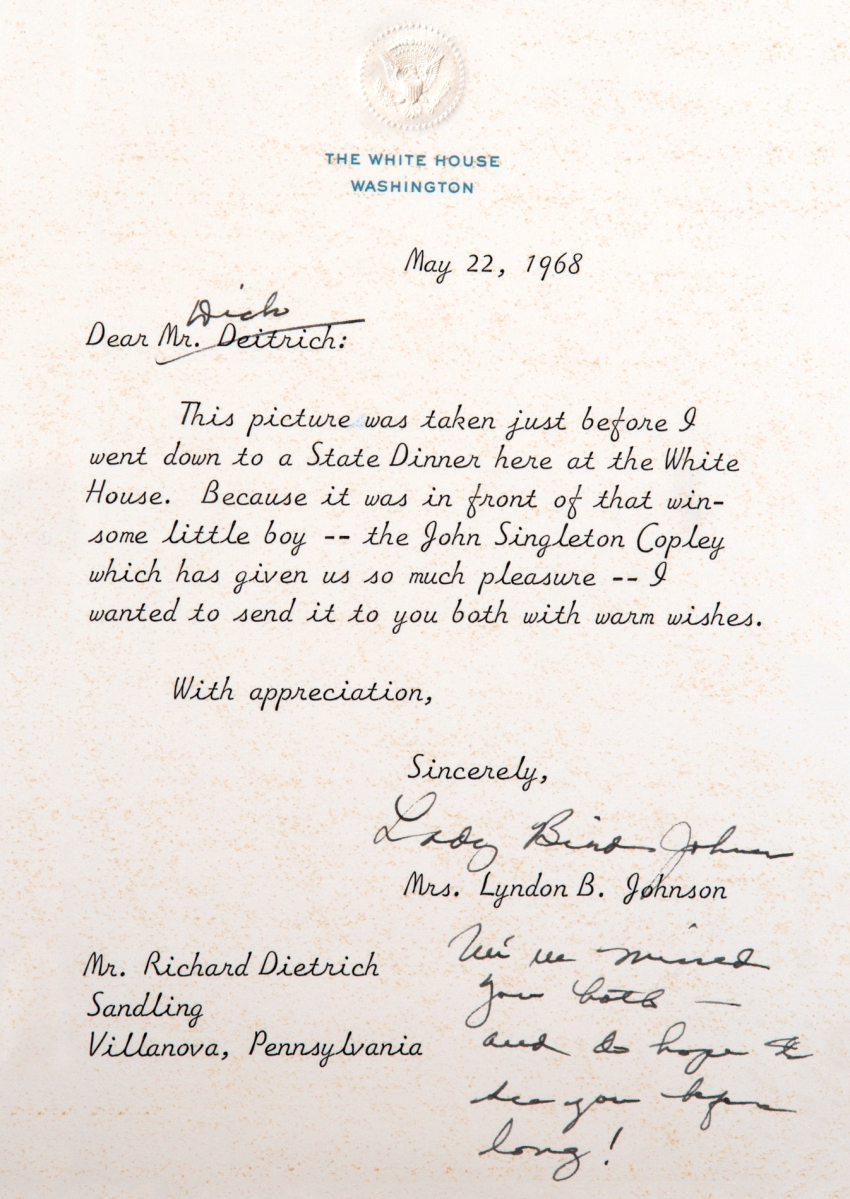 THE WHITE HOUSE
WASHINGTON
May 22, 1968
Dick
Dear Mr. Deitrich:
This picture was taken just before I
went down to a State Dinner here at the White
House. Because it was in front of that win-
some little boy -- the John Singleton Copley
which has given us so much pleasure -- I
wanted to send it to you both with warm wishes.
With appreciation,
Sincerely,
Lady Bird Johnson
Mrs. Lyndon B. Johnson
We've missed
you both —
and do hope to
see you before
long!
Mr. Richard Dietrich
Sandling
Villanova, Pennsylvania